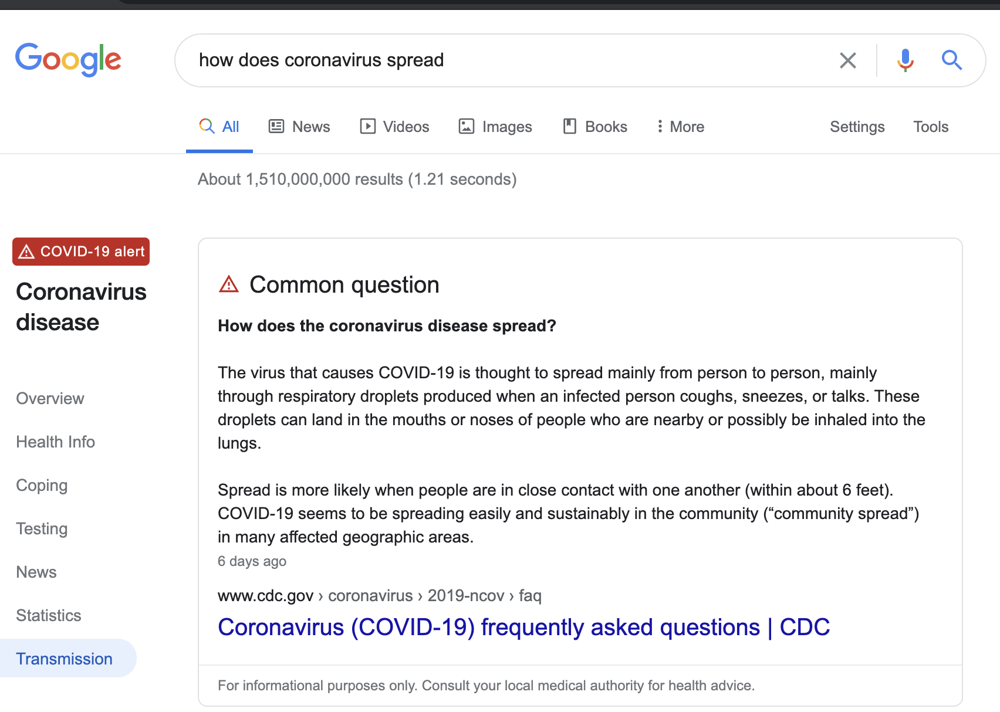 Google
how does coronavirus spread
All
News
Videos
Images
Books
More
Settings
Tools
About 1,510,000,000 results (1.21 seconds)
COVID-19 alert
Coronavirus
disease
Overview
Health Info
Coping
Testing
News
Statistics
Transmission
Common question
How does the coronavirus disease spread?
The virus that causes COVID-19 is thought to spread mainly from person to person, mainly
through respiratory droplets produced when an infected person coughs, sneezes, or talks. These
droplets can land in the mouths or noses of people who are nearby or possibly be inhaled into the
lungs.
Spread is more likely when people are in close contact with one another (within about 6 feet).
COVID-19 seems to be spreading easily and sustainably in the community (“community spread”)
in many affected geographic areas.
6 days ago
www.cdc.gov › coronavirus › 2019-ncov › faq
Coronavirus (COVID-19) frequently asked questions | CDC
For informational purposes only. Consult your local medical authority for health advice.